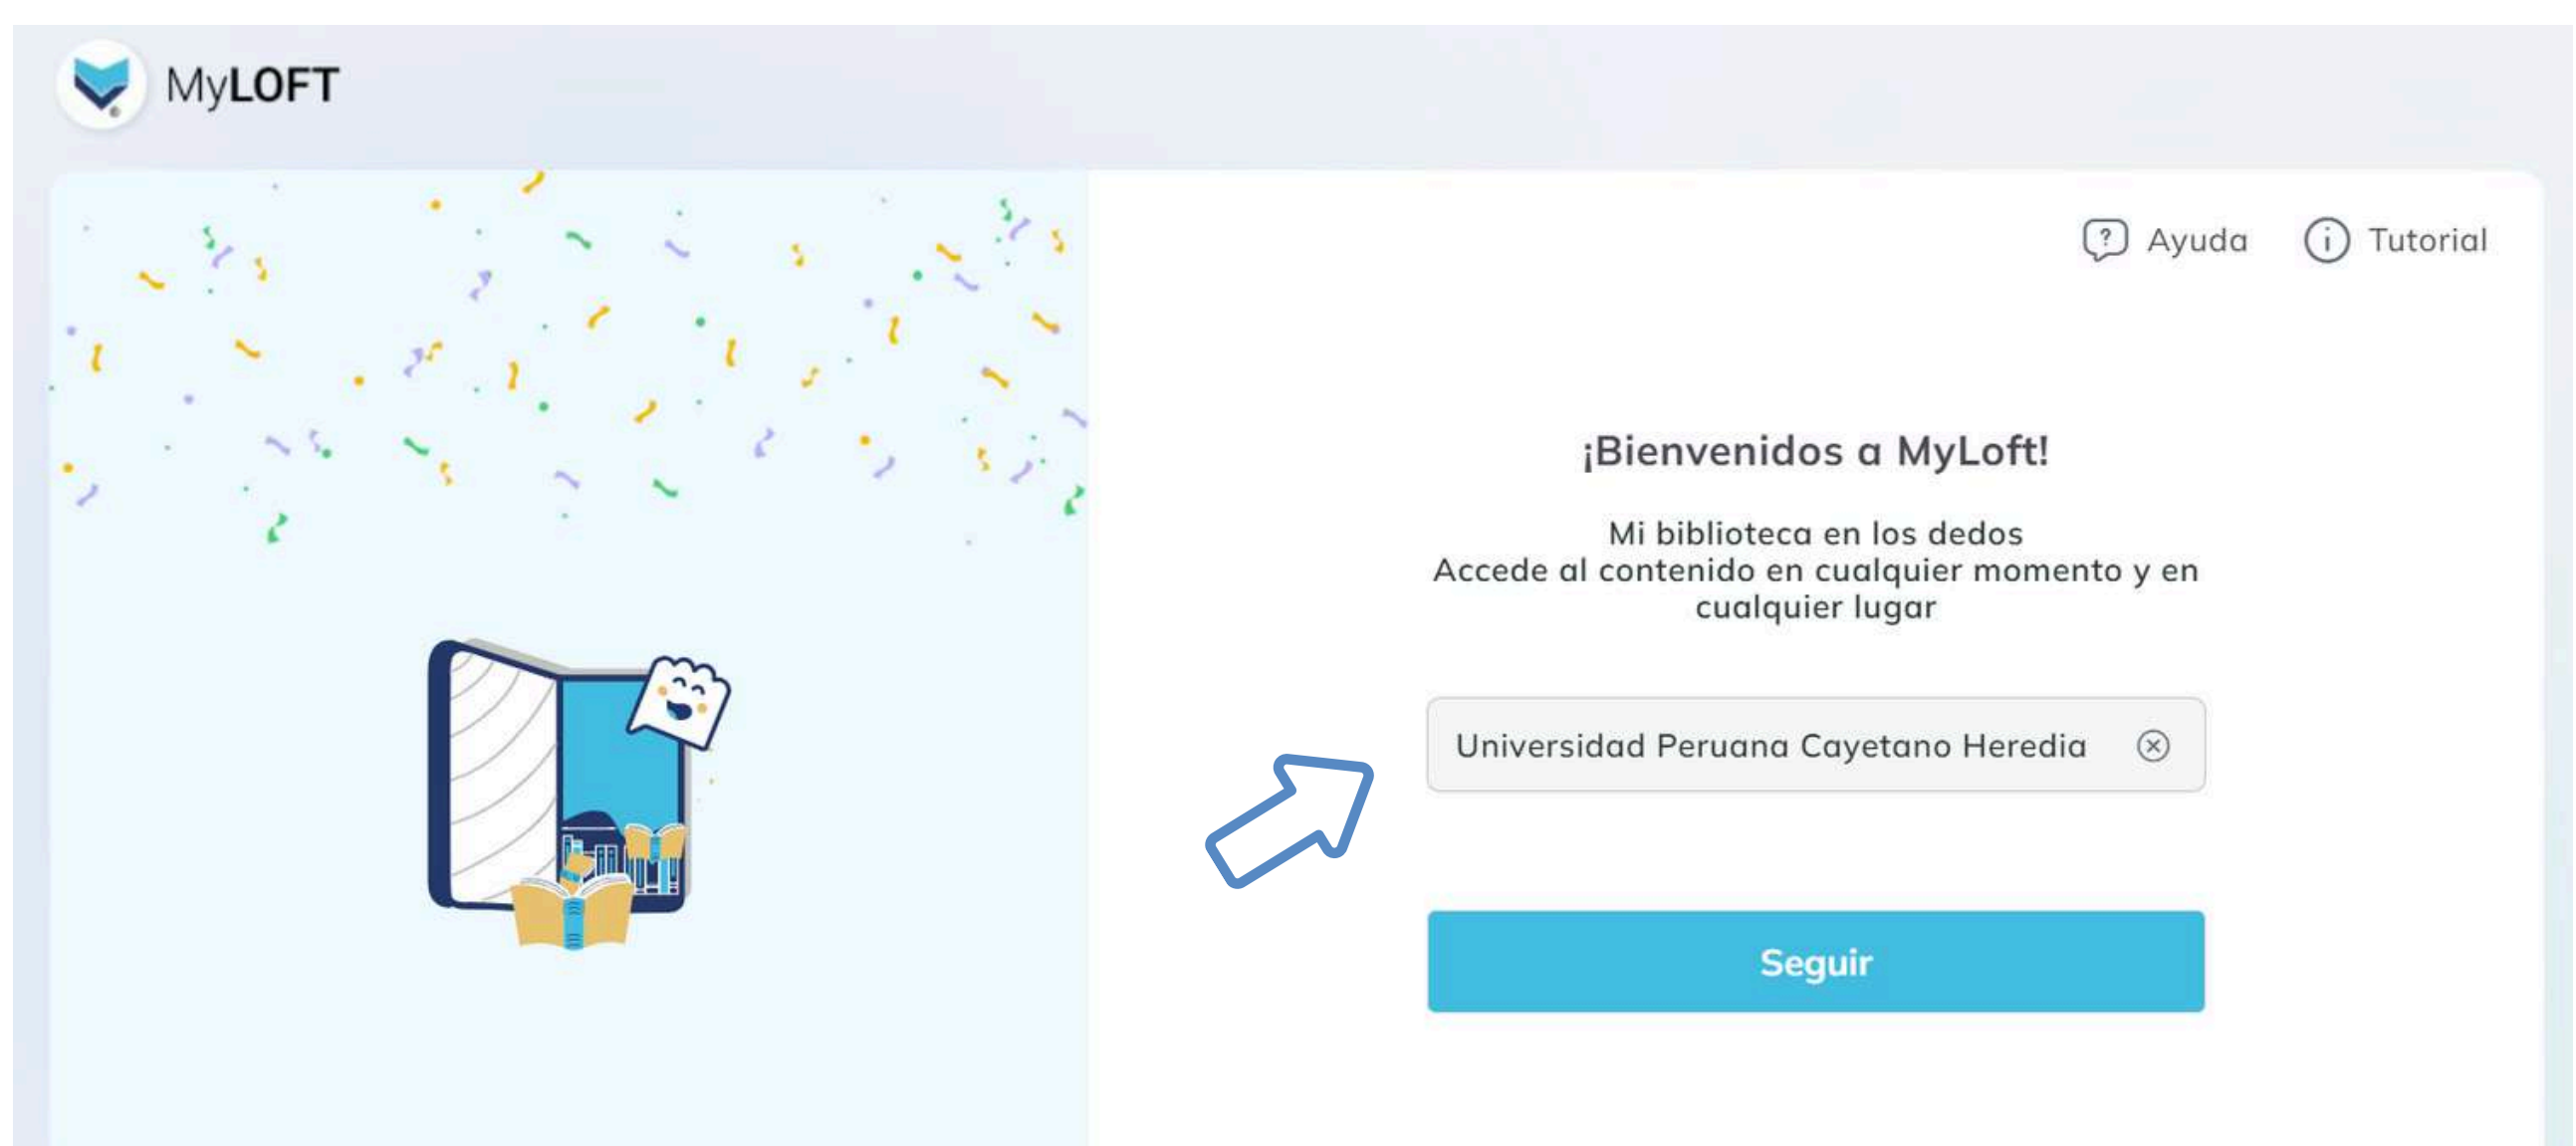 MyLOFT
Ayuda
Tutorial
¡Bienvenidos a MyLoft!
Mi biblioteca en los dedos
Accede al contenido en cualquier momento y en
cualquier lugar
Universidad Peruana Cayetano Heredia
Seguir